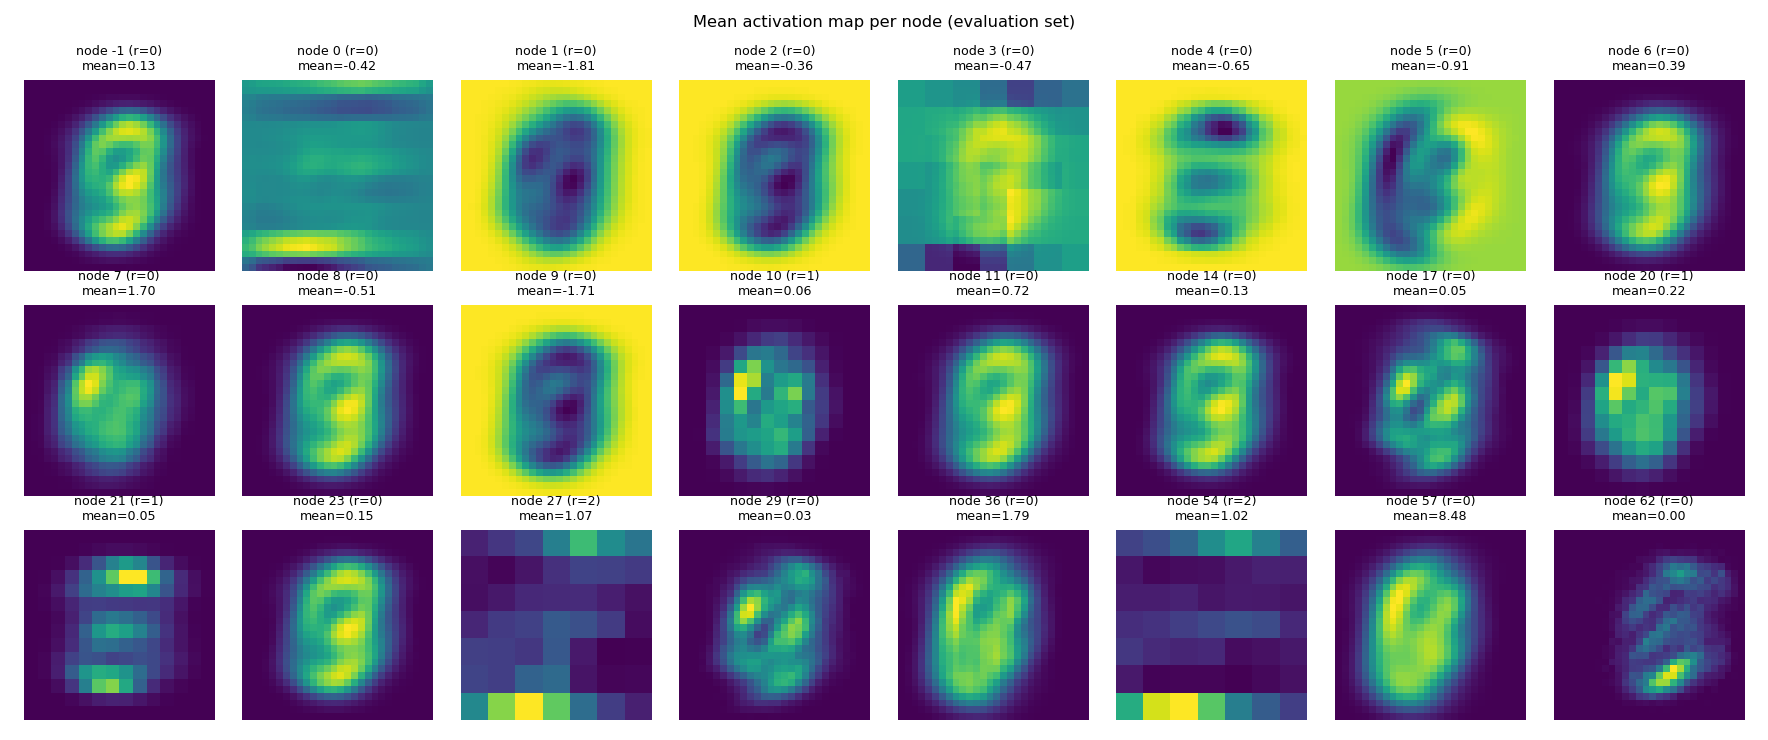 Mean activation map per node (evaluation set)
node -1 (r=0)
mean=0.13
node 0 (r=0)
mean=-0.42
node 1 (r=0)
mean=-1.81
node 2 (r=0)
mean=-0.36
node 3 (r=0)
mean=-0.47
node 4 (r=0)
mean=-0.65
node 5 (r=0)
mean=-0.91
node 6 (r=0)
mean=0.39
node 7 (r=0)
mean=1.70
node 8 (r=0)
mean=-0.51
node 9 (r=0)
mean=-1.71
node 10 (r=1)
mean=0.06
node 11 (r=0)
mean=0.72
node 14 (r=0)
mean=0.13
node 17 (r=0)
mean=0.05
node 20 (r=1)
mean=0.22
node 21 (r=1)
mean=0.05
node 23 (r=0)
mean=0.15
node 27 (r=2)
mean=1.07
node 29 (r=0)
mean=0.03
node 36 (r=0)
mean=1.79
node 54 (r=2)
mean=1.02
node 57 (r=0)
mean=8.48
node 62 (r=0)
mean=0.00